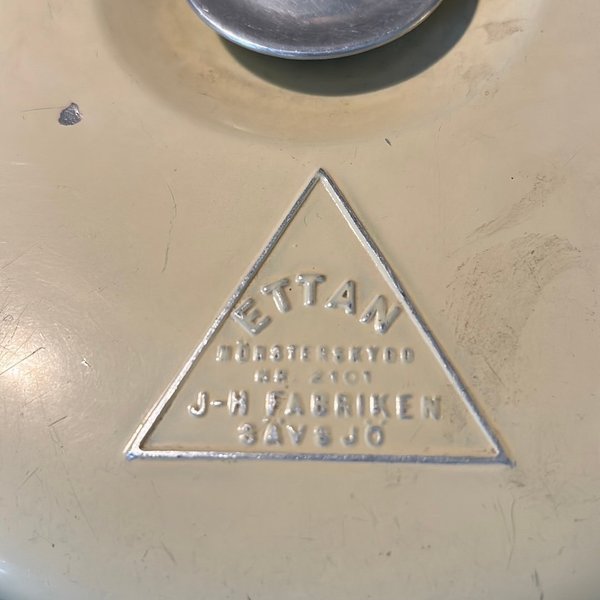 ETTAN
MÖNSTERSKYDD
NR. 2101
J-H FABRIKEN
SÄVSJÖ